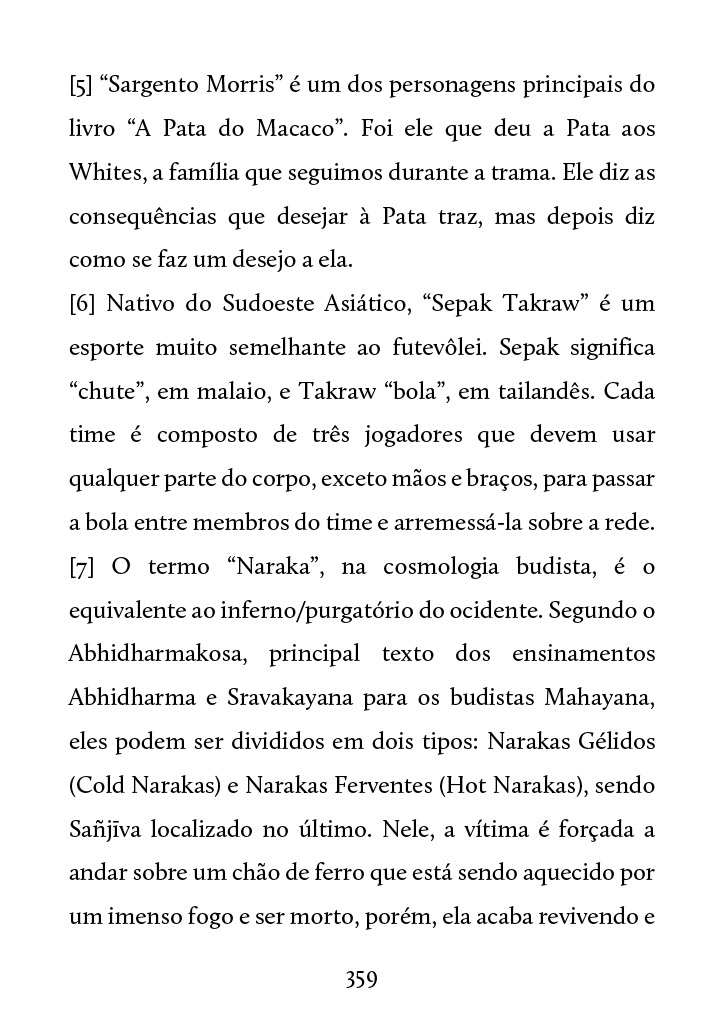 [5] “Sargento Morris” é um dos personagens principais do
livro “A Pata do Macaco”. Foi ele que deu a Pata aos
Whites, a família que seguimos durante a trama. Ele diz as
consequências que desejar à Pata traz, mas depois diz
como se faz um desejo a ela.
[6] Nativo do Sudoeste Asiático, “Sepak Takraw” é um
esporte muito semelhante ao futevôlei. Sepak significa
“chute”, em malaio, e Takraw “bola”, em tailandês. Cada
time é composto de três jogadores que devem usar
qualquer parte do corpo, exceto mãos e braços, para passar
a bola entre membros do time e arremessá-la sobre a rede.
[7] O termo “Naraka”, na cosmologia budista, é o
equivalente ao inferno/purgatório do ocidente. Segundo o
Abhidharmakosa, principal texto dos ensinamentos
Abhidharma e Sravakayana para os budistas Mahayana,
eles podem ser divididos em dois tipos: Narakas Gélidos
(Cold Narakas) e Narakas Ferventes (Hot Narakas), sendo
Sañjīva localizado no último. Nele, a vítima é forçada a
andar sobre um chão de ferro que está sendo aquecido por
um imenso fogo e ser morto, porém, ela acaba revivendo e
359